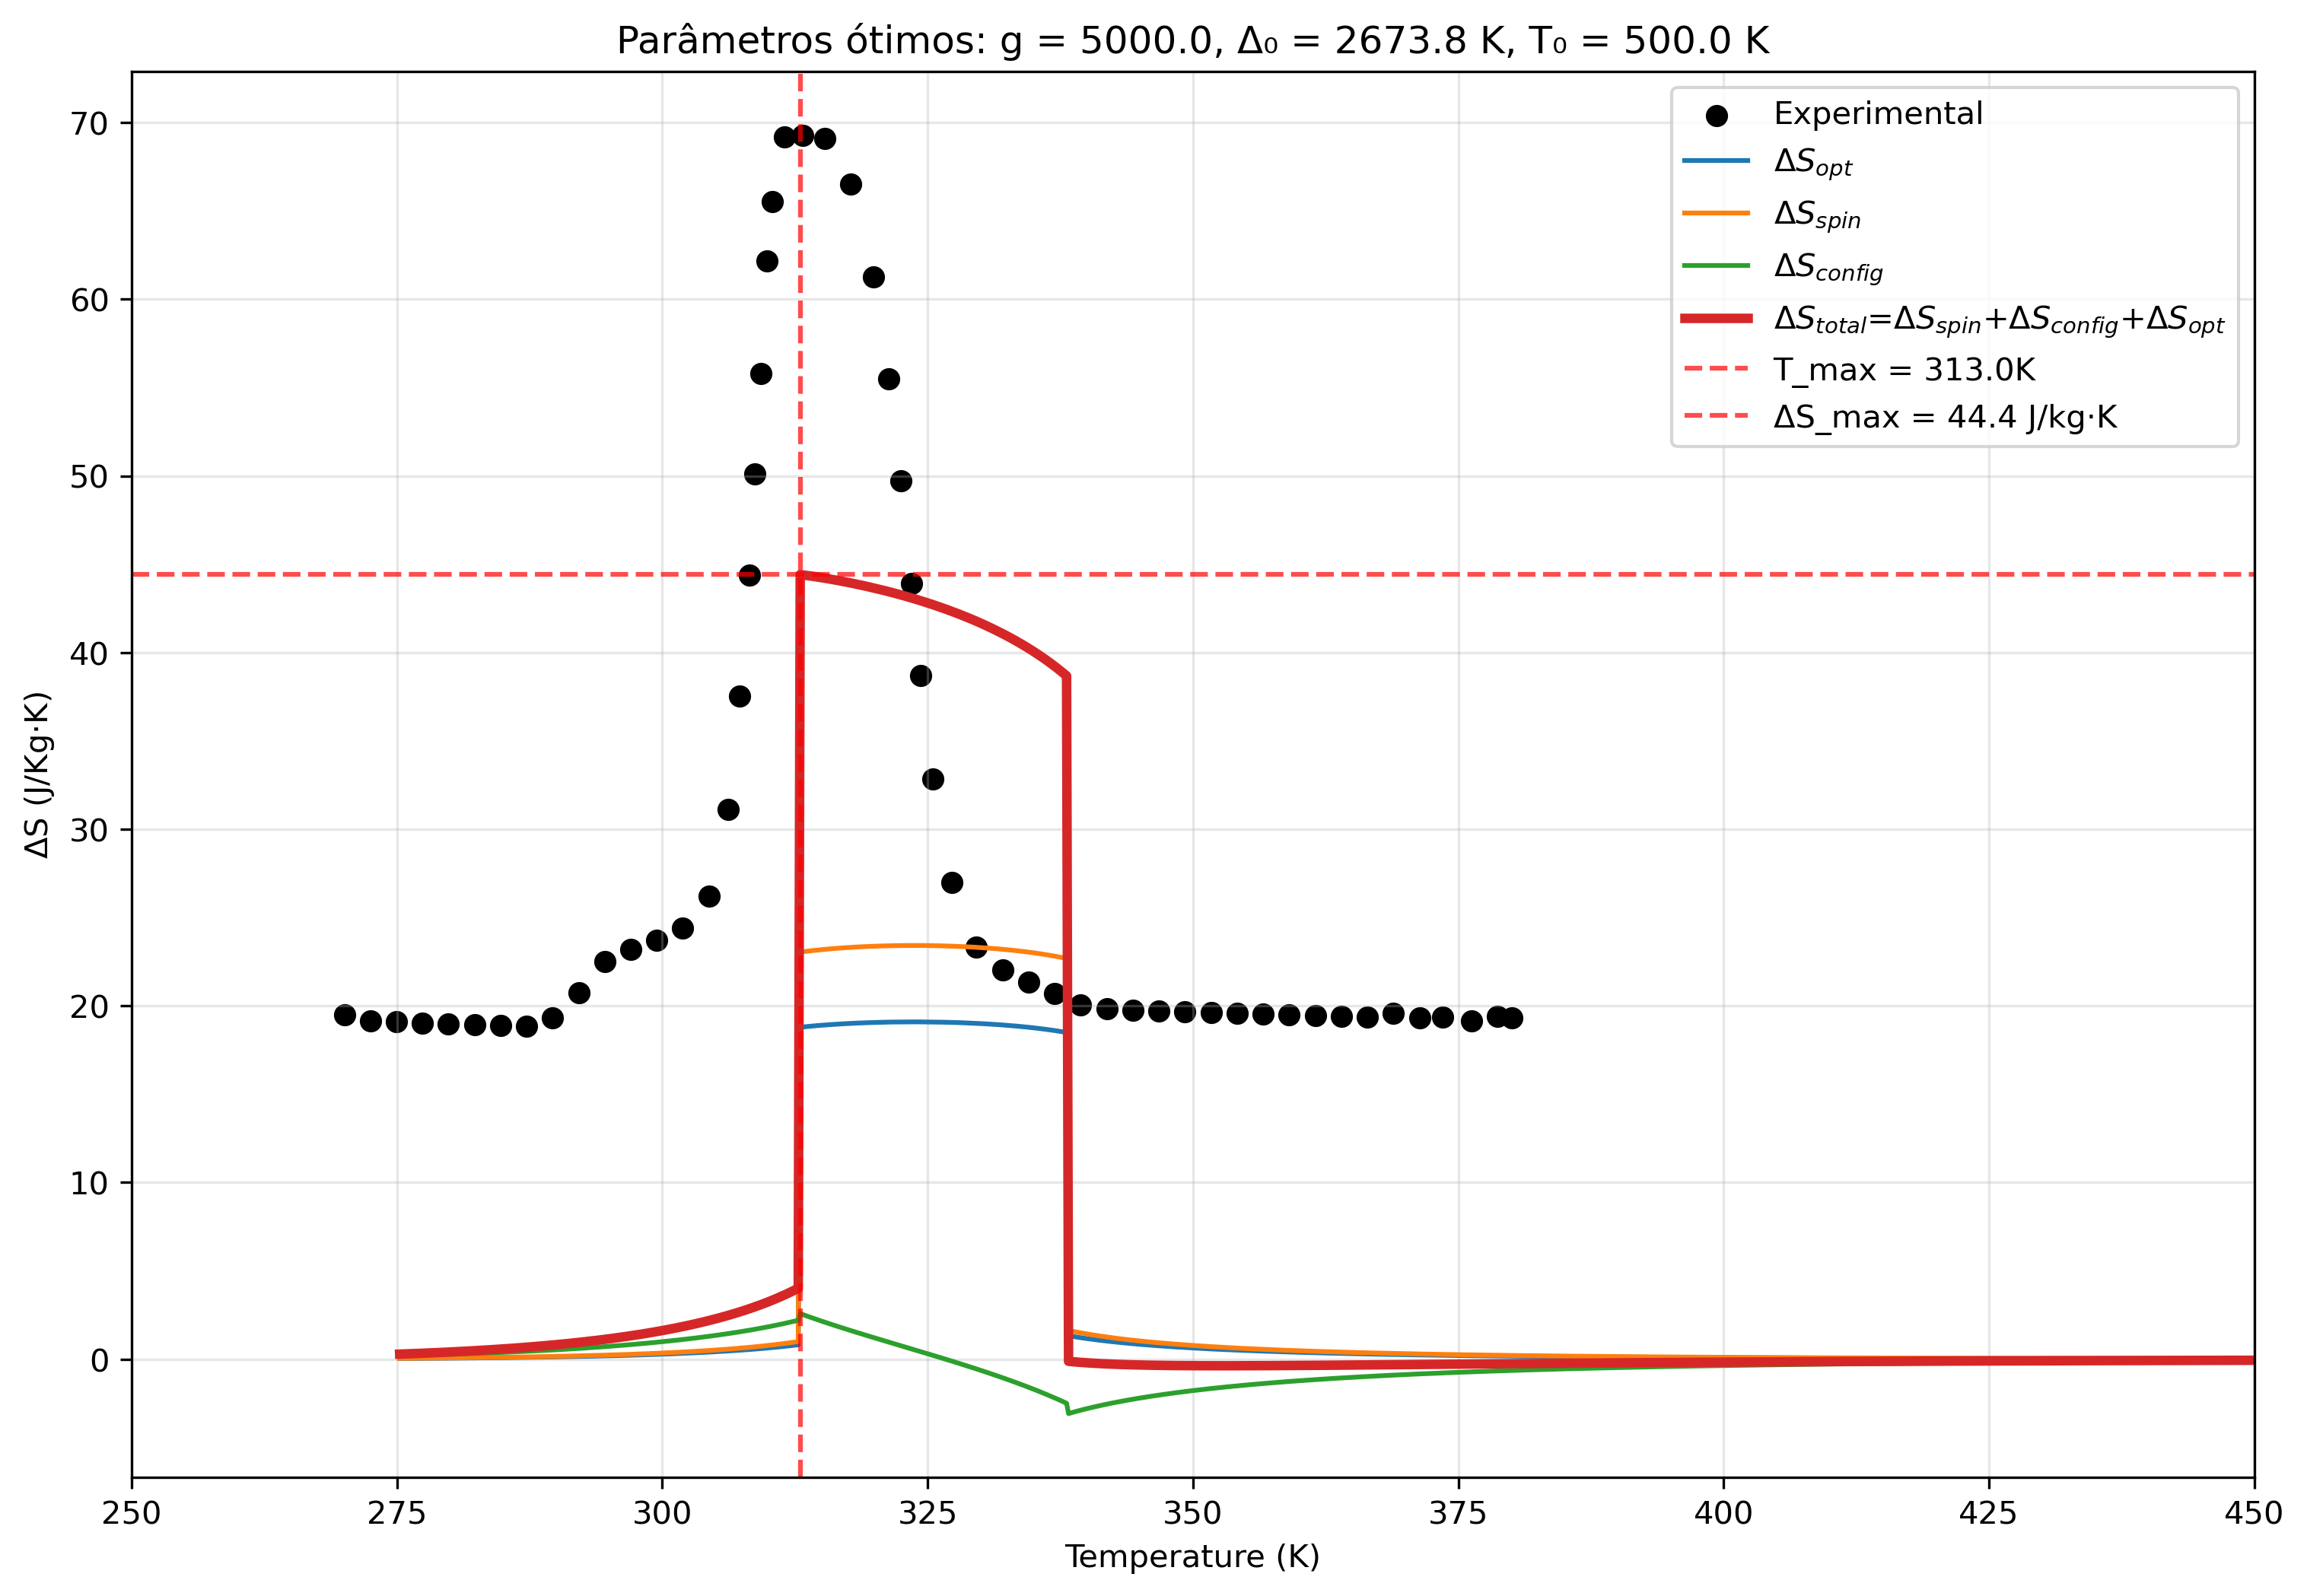 Parâmetros ótimos: g = 5000.0, Δ₀ = 2673.8 K, T₀ = 500.0 K
Experimental
ΔS_opt
ΔS_spin
ΔS_config
ΔS_total=ΔS_spin+ΔS_config+ΔS_opt
T_max = 313.0K
ΔS_max = 44.4 J/kg·K
ΔS (J/Kg·K)
70
60
50
40
30
20
10
0
250 275 300 325 350 375 400 425 450
Temperature (K)